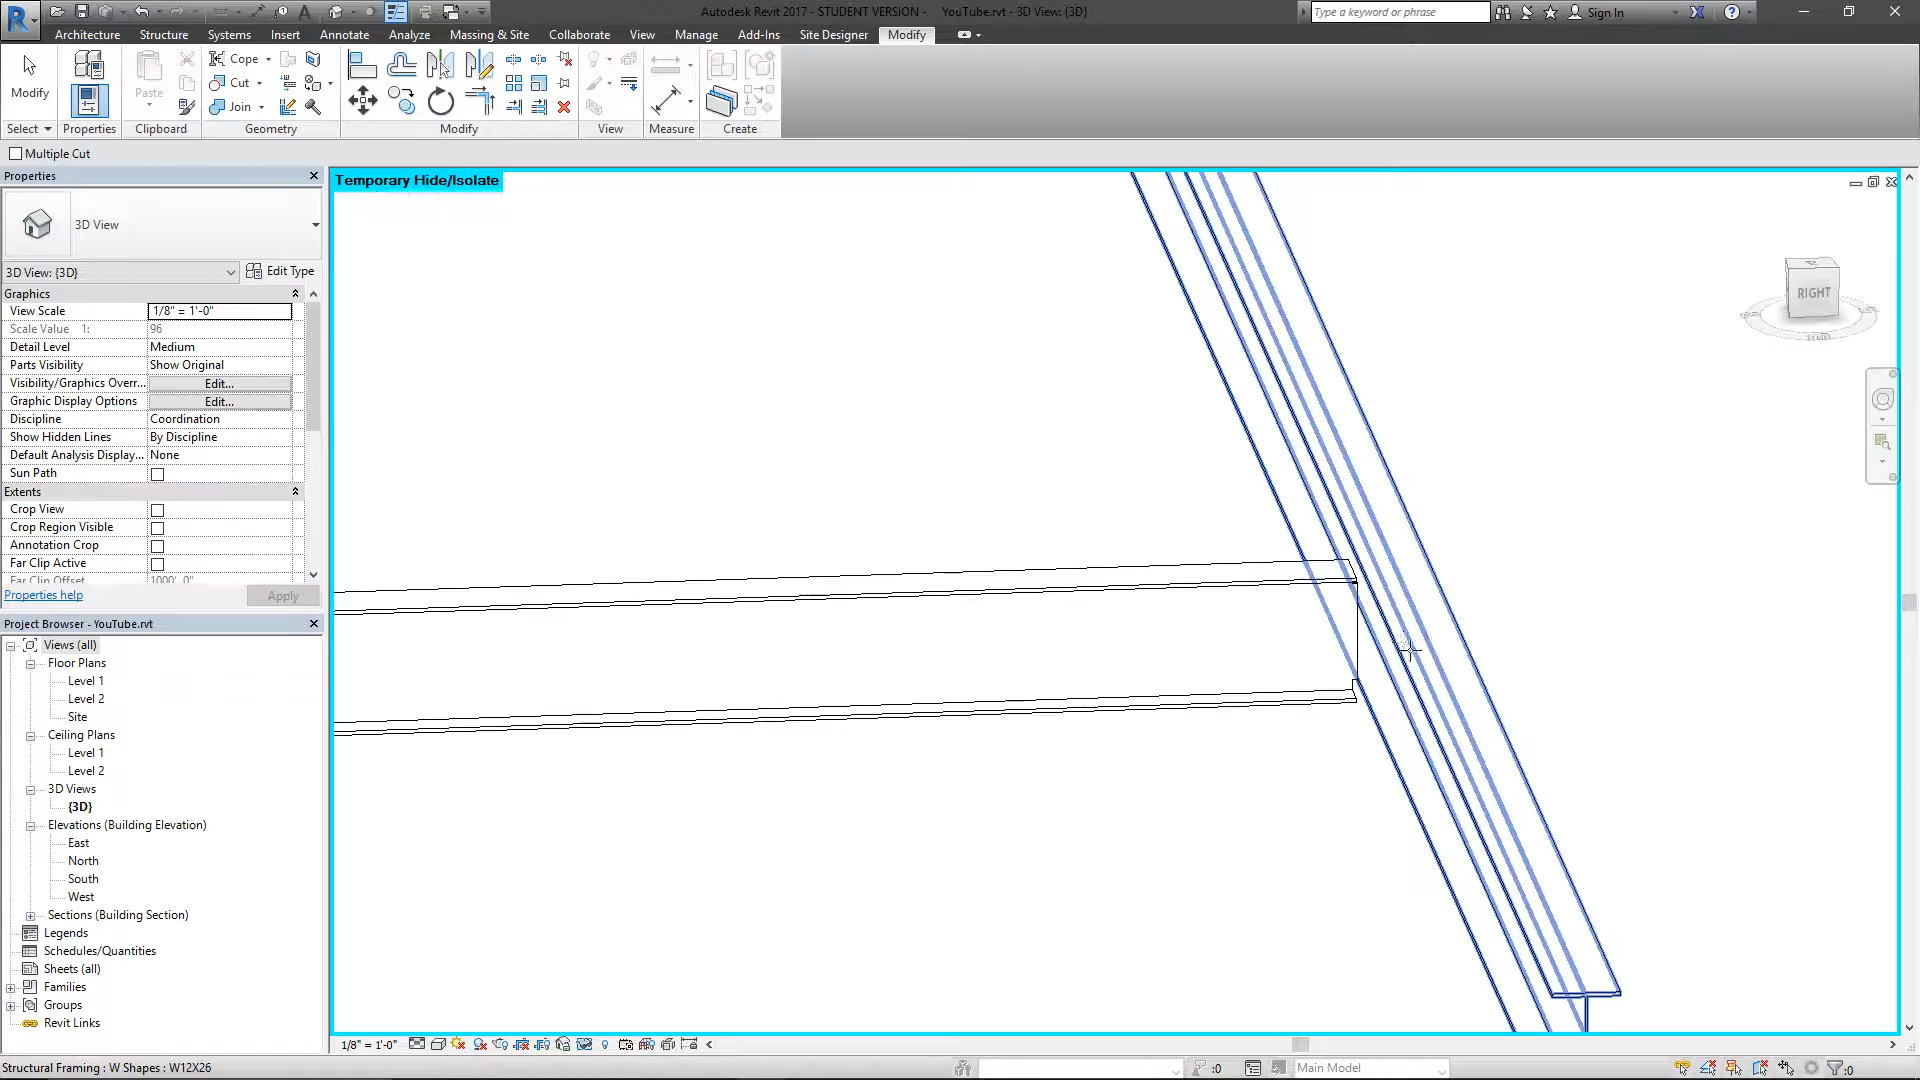 Autodesk Revit 2017 - STUDENT VERSION - YouTube.rvt - 3D View: {3D}
Type a keyword or phrase
Sign In
Architecture Structure Systems Insert Annotate Analyze Massing & Site Collaborate View Manage Add-Ins Site Designer Modify
Modify
Paste
Cope
Cut
Join
Select Properties Clipboard Geometry Modify View Measure Create
Multiple Cut
Properties
3D View
3D View: {3D} Edit Type
Graphics
View Scale 1/8" = 1'-0"
Scale Value 1: 96
Detail Level Medium
Parts Visibility Show Original
Visibility/Graphics Overr... Edit...
Graphic Display Options Edit...
Discipline Coordination
Show Hidden Lines By Discipline
Default Analysis Display... None
Sun Path
Extents
Crop View
Crop Region Visible
Annotation Crop
Far Clip Active
Far Clip Offset 1000' 0"
Properties help Apply
Project Browser - YouTube.rvt
Views (all)
Floor Plans
Level 1
Level 2
Site
Ceiling Plans
Level 1
Level 2
3D Views
{3D}
Elevations (Building Elevation)
East
North
South
West
Sections (Building Section)
Legends
Schedules/Quantities
Sheets (all)
Families
Groups
Revit Links
Temporary Hide/Isolate
RIGHT
1/8" = 1'-0"
Structural Framing : W Shapes : W12X26
:0
Main Model
:0